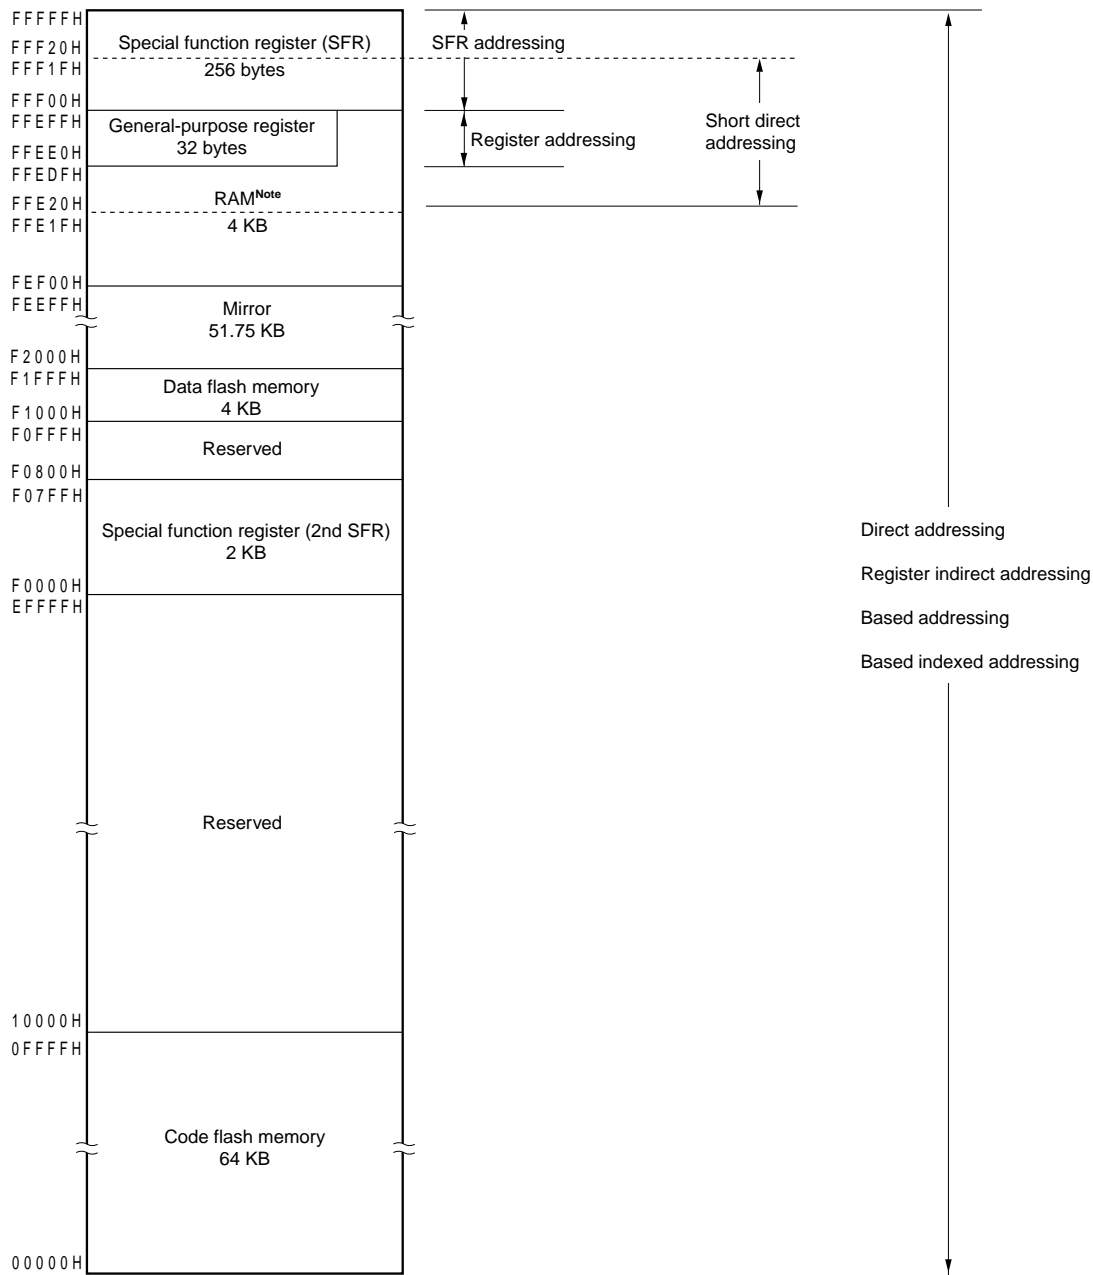 FFFFFH
Special function register (SFR)
SFR addressing
FFF20H
FFF1FH
256 bytes
FFF00H
FFEFFH
General-purpose register
32 bytes
Register addressing
Short direct
addressing
FFEE0H
FFEDFH
RAMNote
FFE20H
FFE1FH
4 KB
FEF00H
FEEFFH
Mirror
51.75 KB
F2000H
F1FFFH
Data flash memory
4 KB
F1000H
F0FFFH
Reserved
F0800H
F07FFH
Special function register (2nd SFR)
2 KB
Direct addressing
Register indirect addressing
Based addressing
Based indexed addressing
F0000H
EFFFFH
Reserved
10000H
0FFFFH
Code flash memory
64 KB
00000H